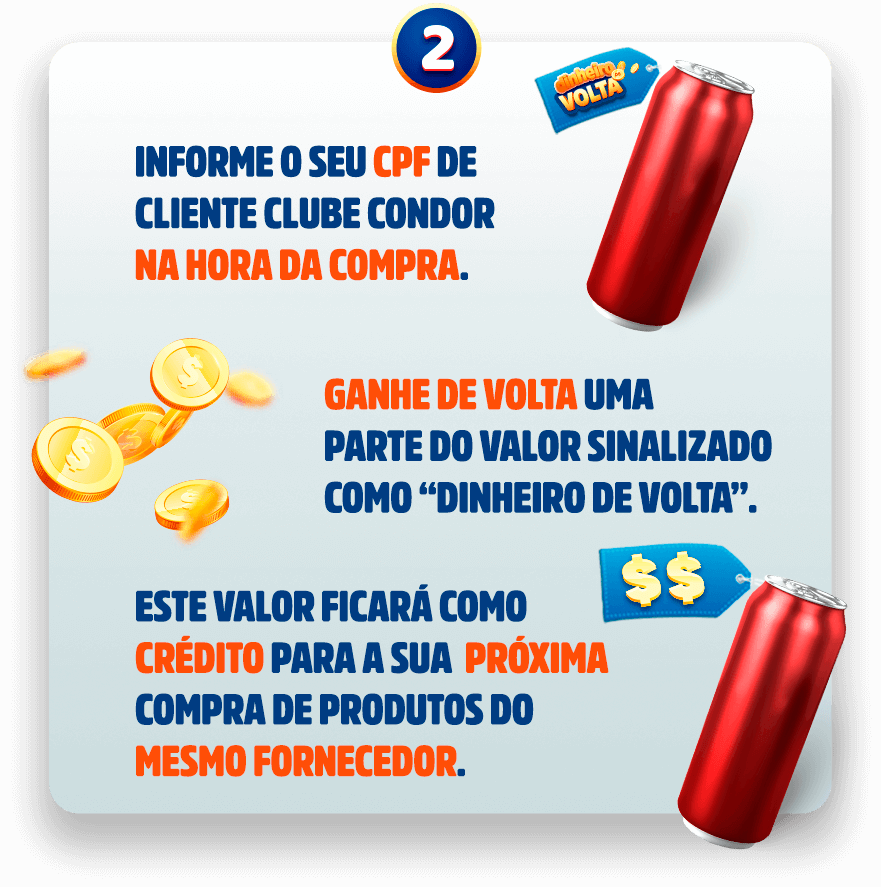 2
dinheiro
de
VOLTA
INFORME O SEU CPF DE
CLIENTE CLUBE CONDOR
NA HORA DA COMPRA.
GANHE DE VOLTA UMA
PARTE DO VALOR SINALIZADO
COMO “DINHEIRO DE VOLTA”.
$$
ESTE VALOR FICARÁ COMO
CRÉDITO PARA A SUA PRÓXIMA
COMPRA DE PRODUTOS DO
MESMO FORNECEDOR.